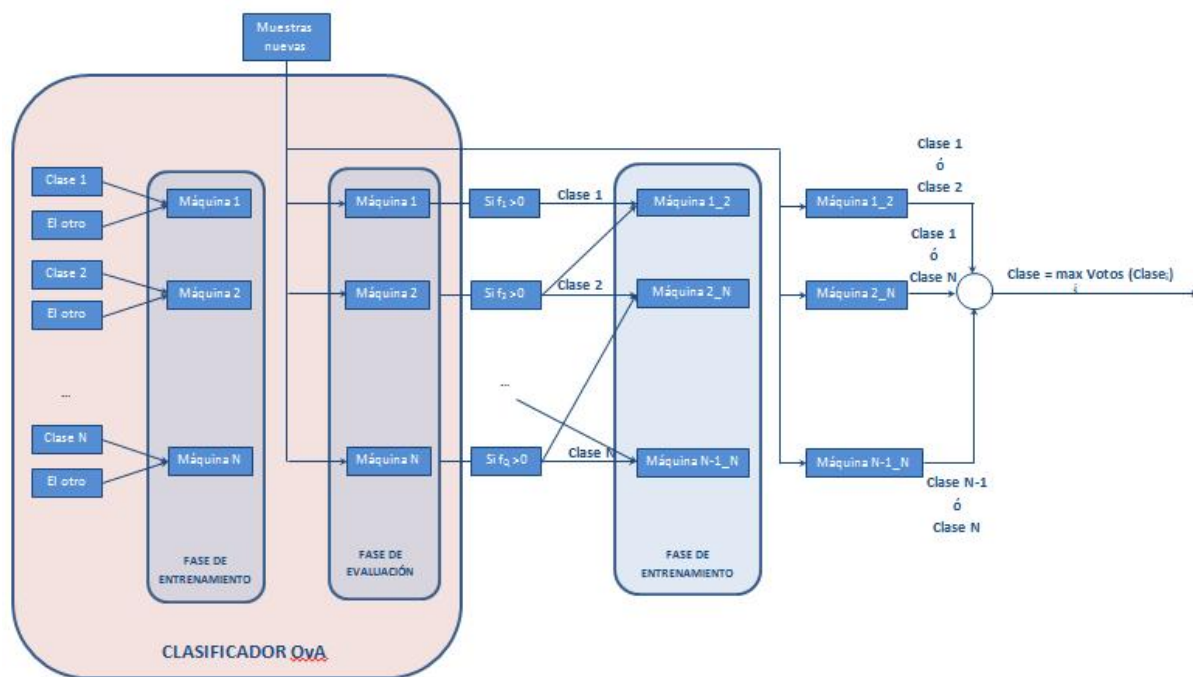 Muestras
nuevas
Clase 1
El otro
Clase 2
El otro
...
Clase N
El otro
Máquina 1
Máquina 2
Máquina N
FASE DE
ENTRENAMIENTO
Máquina 1
Máquina 2
Máquina N
FASE DE
EVALUACIÓN
CLASIFICADOR OvA
Si f1 >0
Si f2 >0
...
Si fQ >0
Clase 1
Clase 2
Clase N
Máquina 1_2
Máquina 2_N
Máquina N-1_N
FASE DE
ENTRENAMIENTO
Máquina 1_2
Máquina 2_N
Máquina N-1_N
Clase 1
ó
Clase 2
Clase 1
ó
Clase N
Clase N-1
ó
Clase N
Clase = max Votos (Clasei)
i